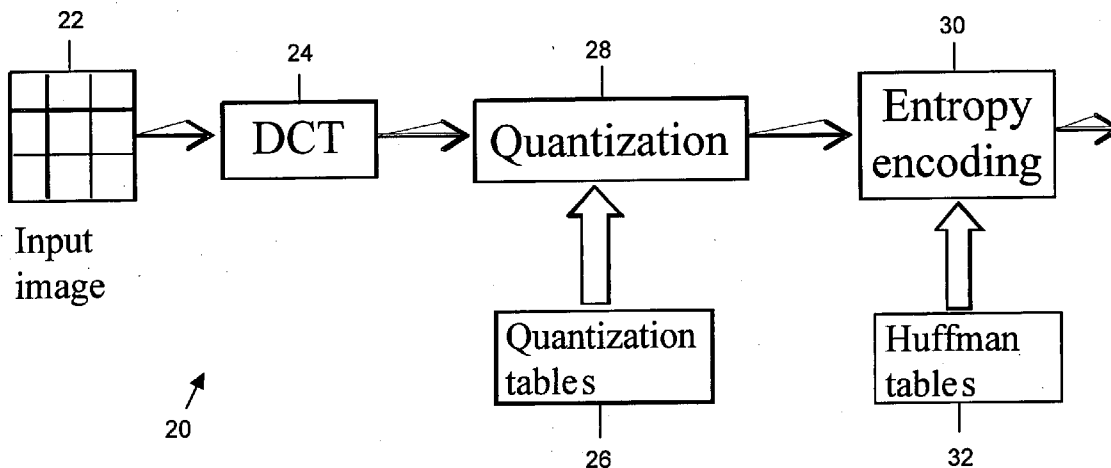 22
24
28
30
DCT
Quantization
Entropy
encoding
Input
image
Quantization
tables
Huffman
tables
20
26
32